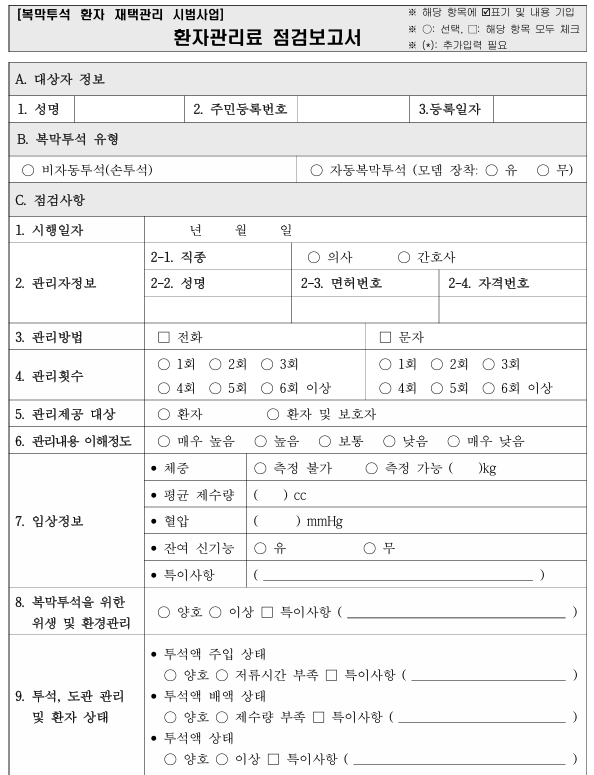 [복막투석 환자 재택관리 시범사업]
환자관리료 점검보고서
※ 해당 항목에 ☑표기 및 내용 기입
※ ○: 선택, □: 해당 항목 모두 체크
※ (*): 추가입력 필요
A. 대상자 정보
1. 성명 2. 주민등록번호 3.등록일자
B. 복막투석 유형
○ 비자동투석(손투석) ○ 자동복막투석 (모뎀 장착: ○ 유 ○ 무)
C. 점검사항
1. 시행일자 년 월 일
2. 관리자정보
2-1. 직종 ○ 의사 ○ 간호사
2-2. 성명 2-3. 면허번호 2-4. 자격번호
3. 관리방법 □ 전화 □ 문자
4. 관리횟수
○ 1회 ○ 2회 ○ 3회 ○ 1회 ○ 2회 ○ 3회
○ 4회 ○ 5회 ○ 6회 이상 ○ 4회 ○ 5회 ○ 6회 이상
5. 관리제공 대상 ○ 환자 ○ 환자 및 보호자
6. 관리내용 이해정도 ○ 매우 높음 ○ 높음 ○ 보통 ○ 낮음 ○ 매우 낮음
7. 임상정보
• 체중 ○ 측정 불가 ○ 측정 가능 ( )kg
• 평균 제수량 ( ) cc
• 혈압 ( ) mmHg
• 잔여 신기능 ○ 유 ○ 무
• 특이사항 ( )
8. 복막투석을 위한
위생 및 환경관리
○ 양호 ○ 이상 □ 특이사항 ( )
9. 투석, 도관 관리
및 환자 상태
• 투석액 주입 상태
○ 양호 ○ 저류시간 부족 □ 특이사항 ( )
• 투석액 배액 상태
○ 양호 ○ 제수량 부족 □ 특이사항 ( )
• 투석액 상태
○ 양호 ○ 이상 □ 특이사항 ( )